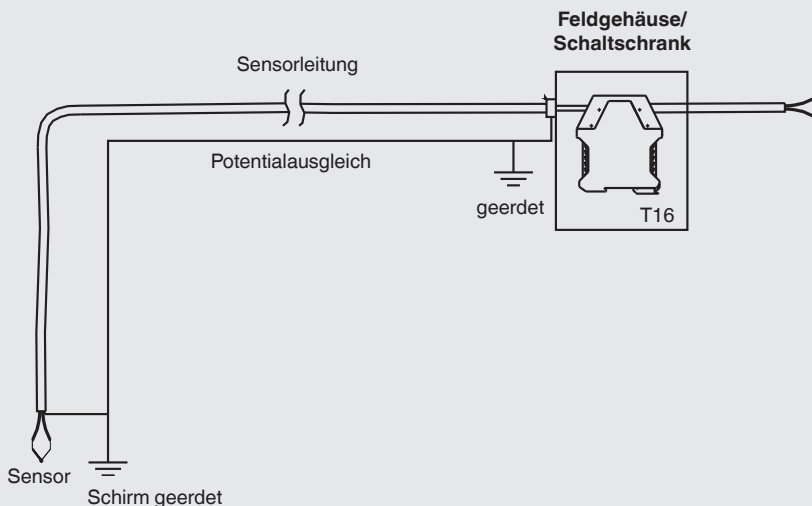 Feldgehäuse/
Schaltschrank
Sensorleitung
Potentialausgleich
geerdet
T16
Sensor
Schirm geerdet